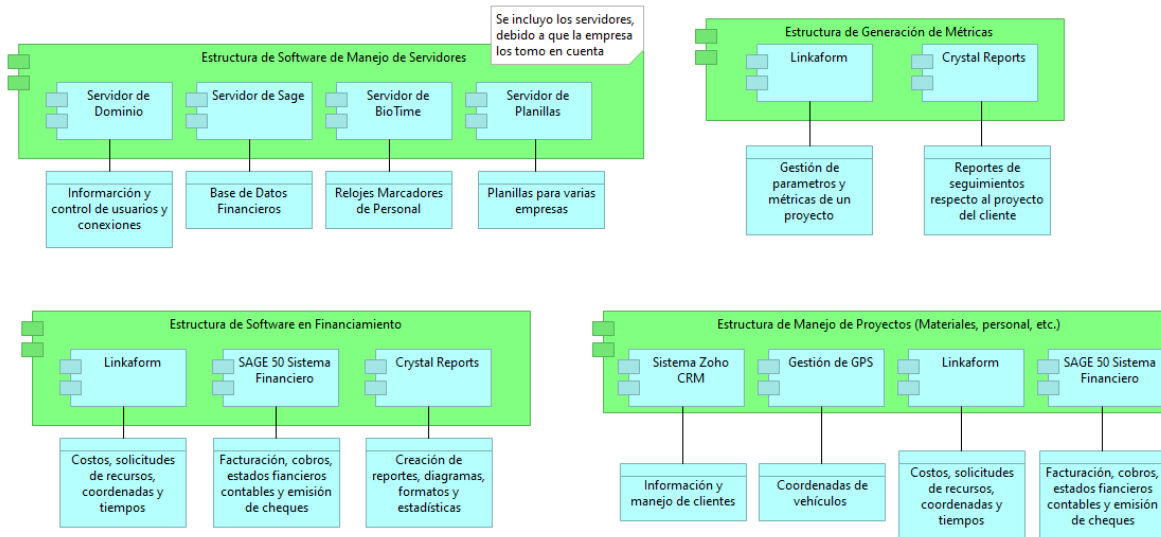 Se incluyo los servidores,
debido a que la empresa
los tomo en cuenta
Estructura de Software de Manejo de Servidores
Servidor de
Dominio
Servidor de Sage
Servidor de
BioTime
Servidor de
Planillas
Informarción y
control de usuarios y
conexiones
Base de Datos
Financieros
Relojes Marcadores
de Personal
Planillas para varias
empresas
Estructura de Generación de Métricas
Linkaform
Crystal Reports
Gestión de
parametros y
métricas de un
proyecto
Reportes de
seguimientos
respecto al proyecto
del cliente
Estructura de Software en Financiamiento
Linkaform
SAGE 50 Sistema
Financiero
Crystal Reports
Costos, solicitudes
de recursos,
coordenadas y
tiempos
Facturación, cobros,
estados fiancieros
contables y emisión
de cheques
Creación de
reportes, diagramas,
formatos y
estadísticas
Estructura de Manejo de Proyectos (Materiales, personal, etc.)
Sistema Zoho
CRM
Gestión de GPS
Linkaform
SAGE 50 Sistema
Financiero
Información y
manejo de clientes
Coordenadas de
vehículos
Costos, solicitudes
de recursos,
coordenadas y
tiempos
Facturación, cobros,
estados fiancieros
contables y emisión
de cheques